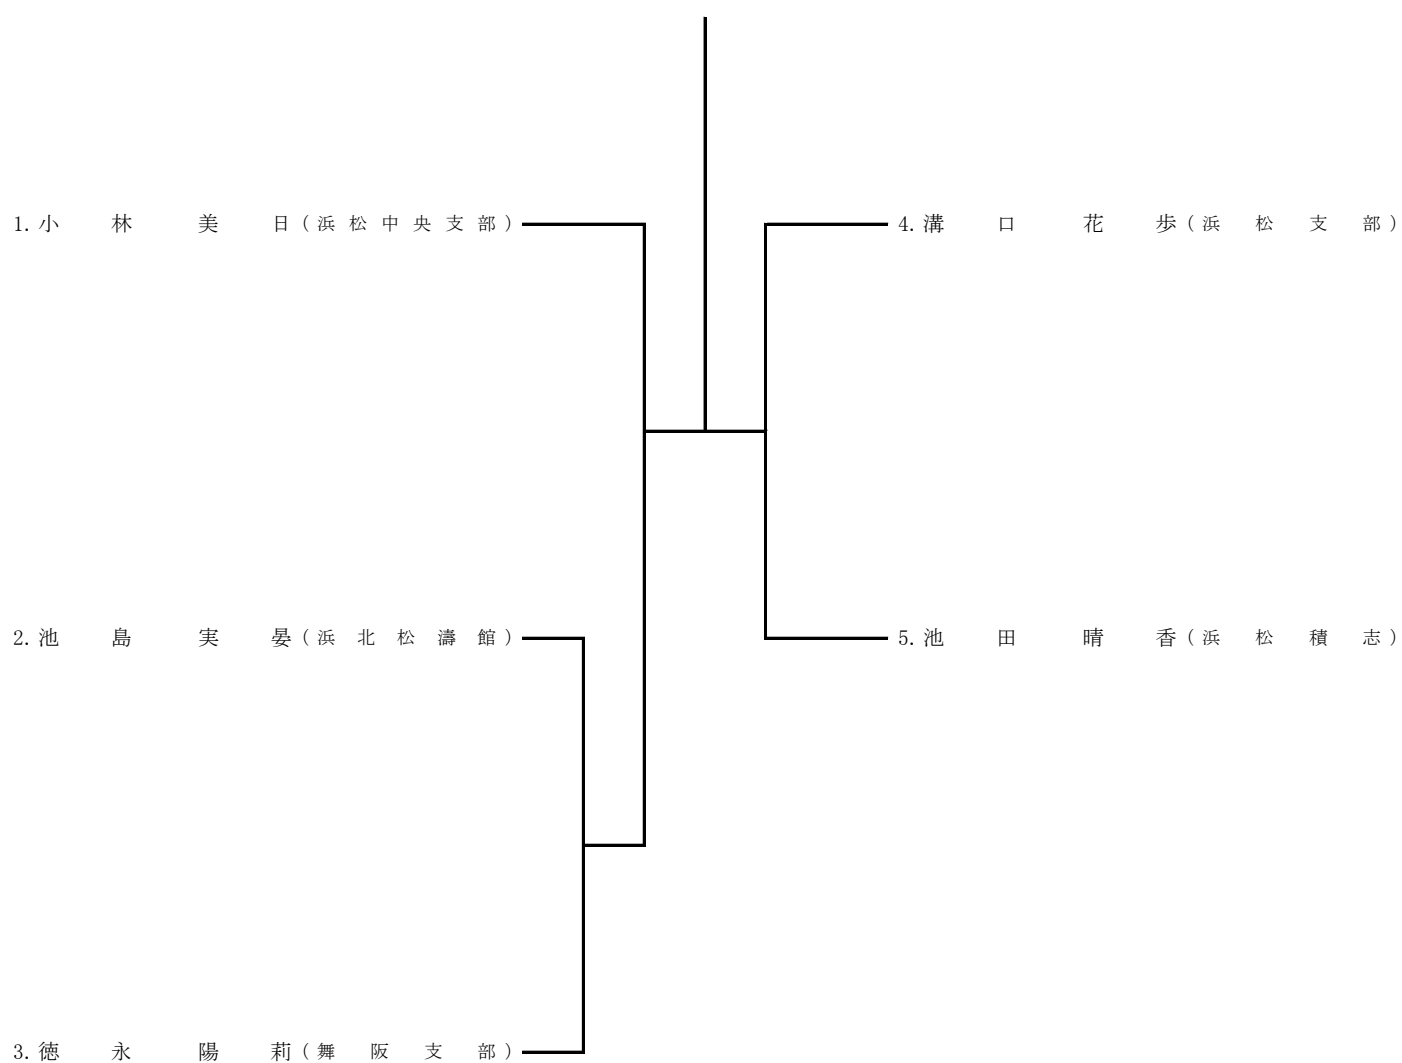 1. 小林美日 (浜松中央支部)
2. 池島実晏 (浜北松濤館)
3. 徳永陽莉 (舞阪支部)
4. 溝口花歩 (浜松支部)
5. 池田晴香 (浜松積志)